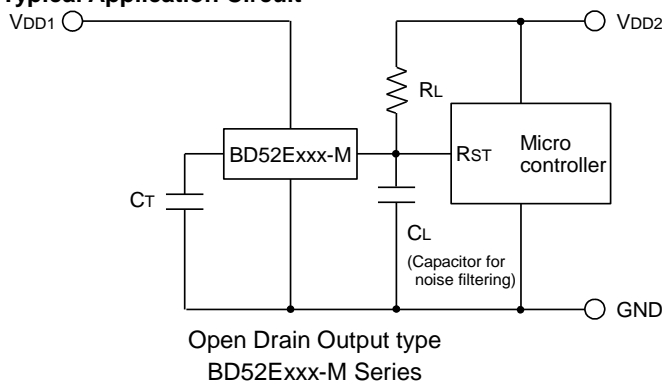 Typical Application Circuit
VDD1
VDD2
RL
BD52Exxx-M
RST
Micro
controller
CT
CL
(Capacitor for
noise filtering)
GND
Open Drain Output type
BD52Exxx-M Series